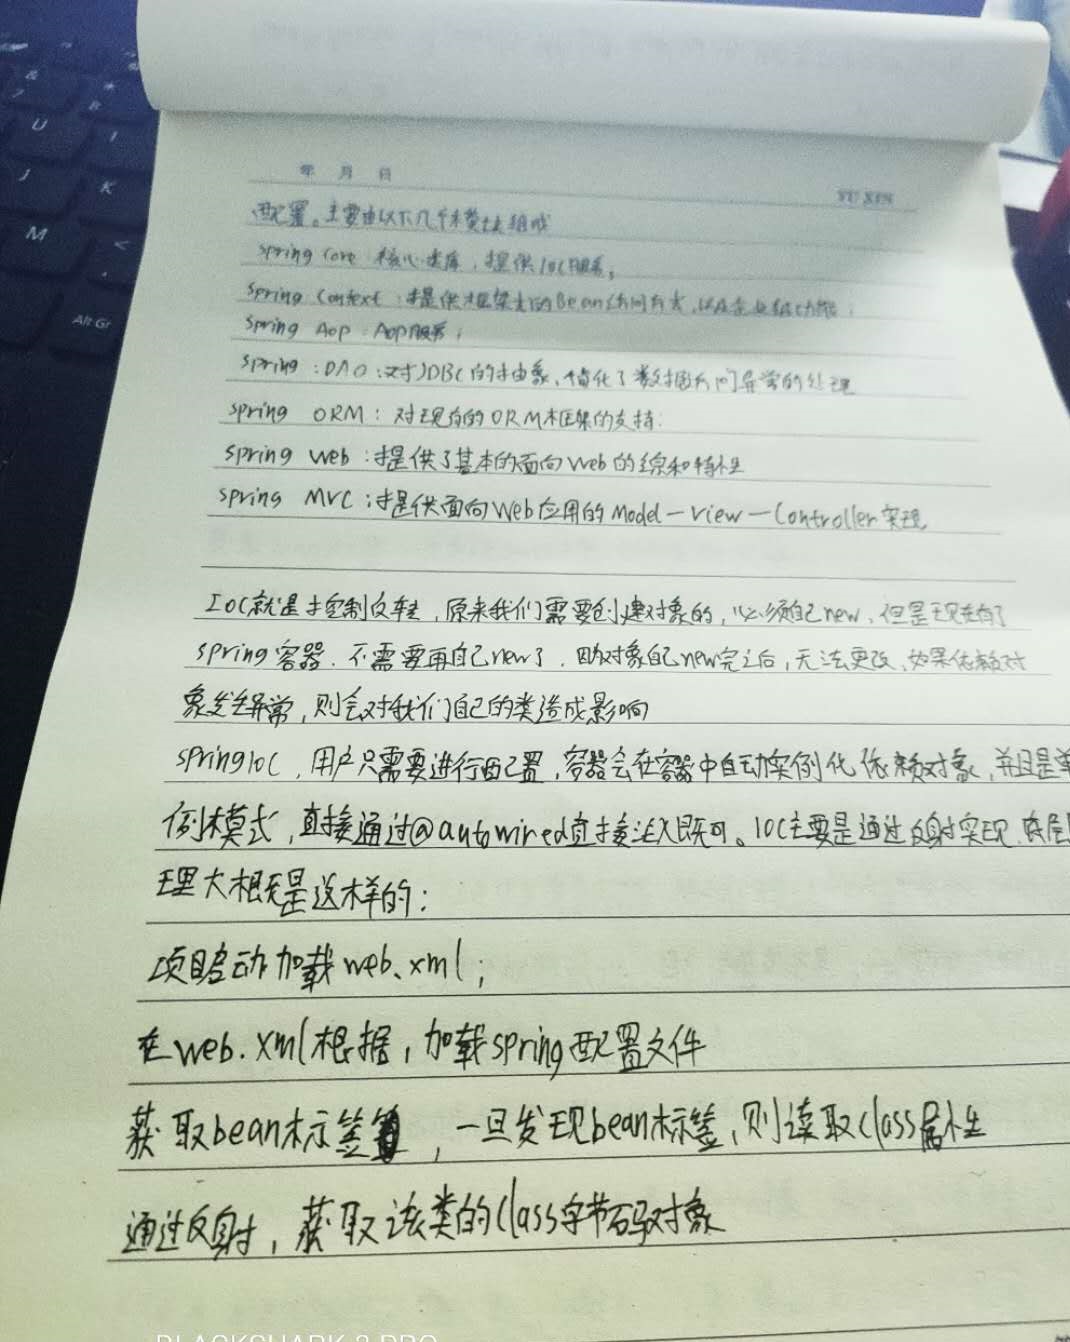 年 月 日
YU XIN
配置。主要由以下几个模块组成
spring core 核心类库，提供IOC服务；
spring context：提供框架式的Bean访问方式，以及企业级功能；
spring Aop：Aop服务；
spring：DAO：对JDBC的抽象，简化了数据访问异常的处理
spring ORM：对现有的ORM框架的支持；
spring web：提供了基本的面向Web的综合特性
spring MVC：提供面向Web应用的Model—View—Controller实现
IOC就是控制反转，原来我们需要创建对象的，必须自己new，但是现在有了
spring容器，不需要再自己new了，因为对象自己new完之后，无法更改，如果依赖对
象发生异常，则会对我们自己的类造成影响
springIoc，用户只需要进行配置，容器会在容器中自动实例化依赖对象，并且是单
例模式，直接通过@autowired直接注入既可。IOC主要是通过反射实现，底层
理大概是这样的：
项目启动加载web.xml；
在web.xml根据，加载spring配置文件
获取bean标签，一旦发现bean标签，则读取class属性
通过反射，获取该类的Class字节码对象
U
I
J
K
M
<
Alt Gr